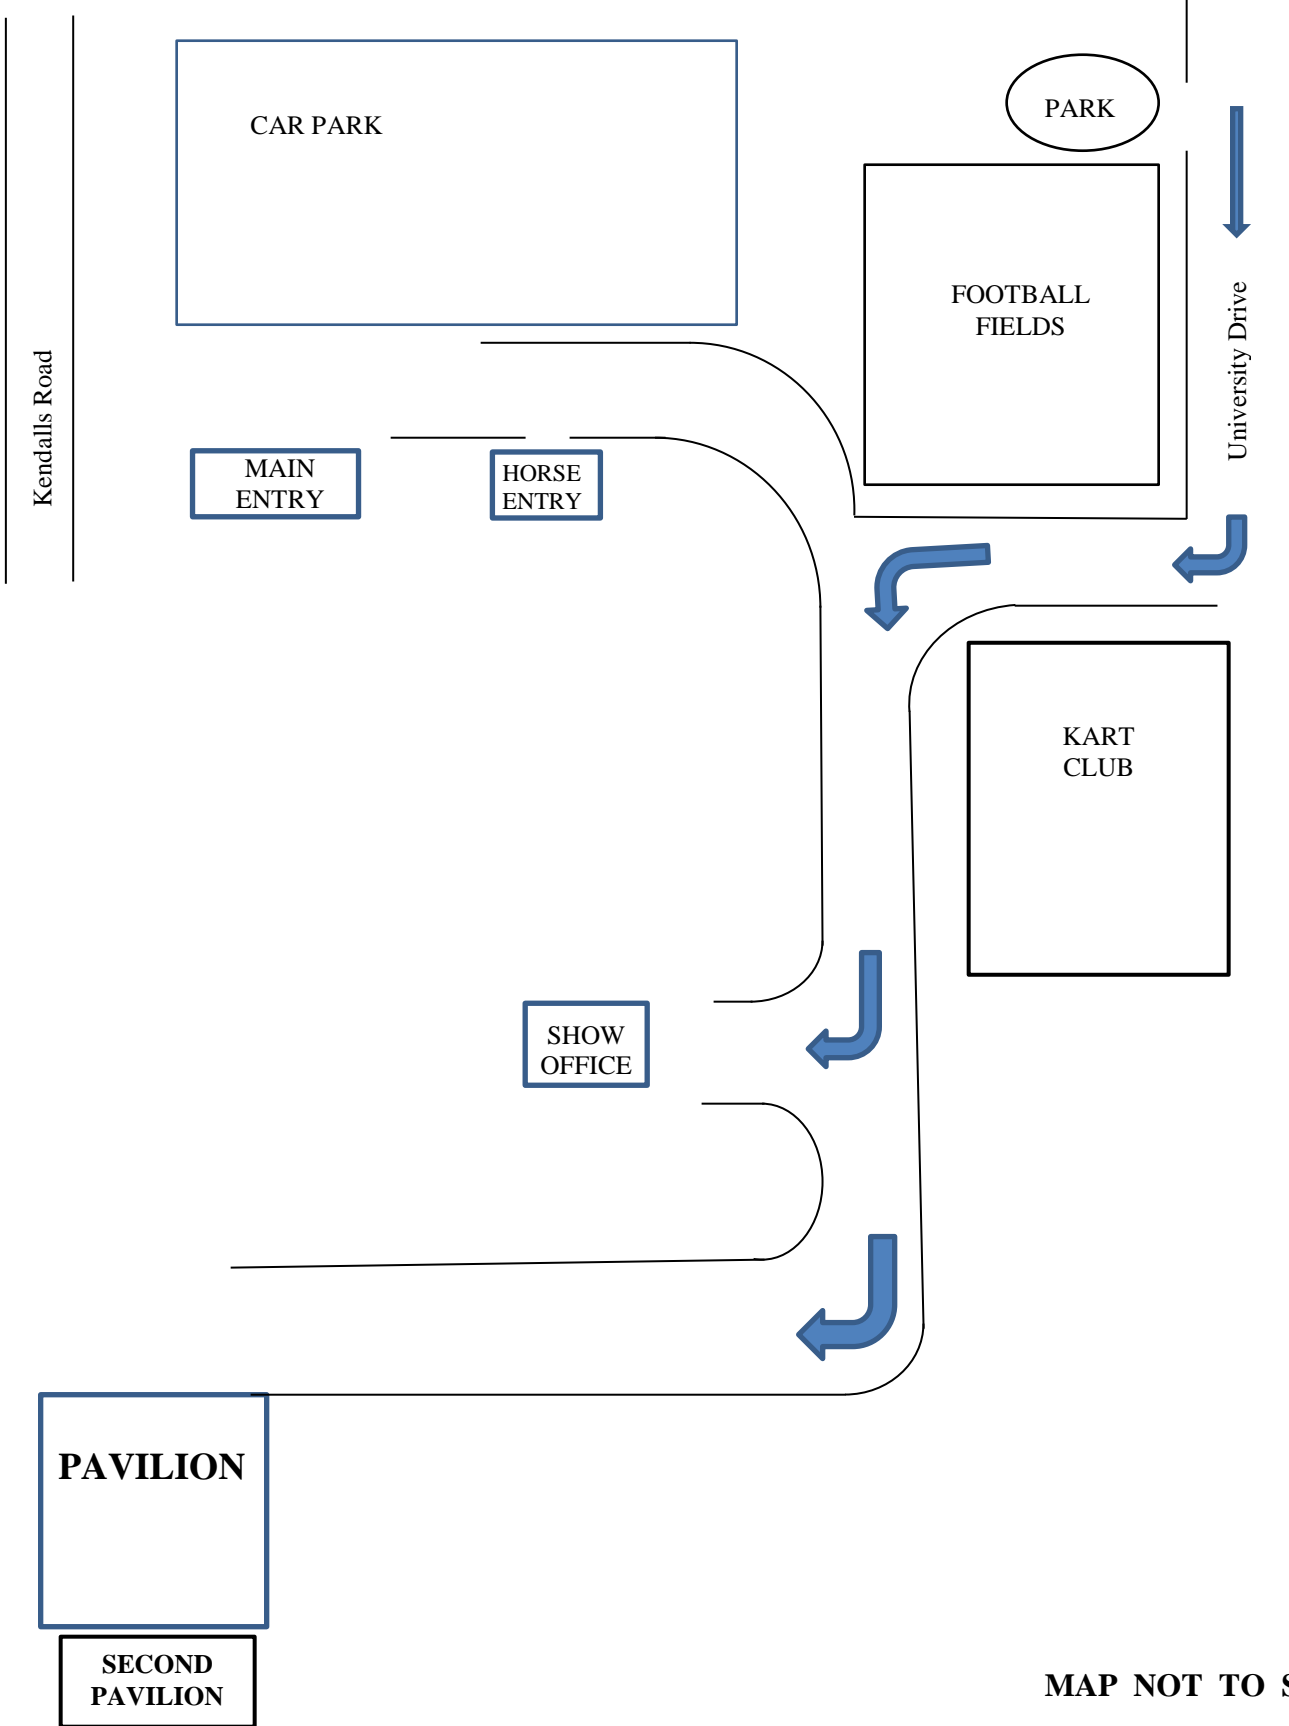 PARK
CAR PARK
FOOTBALL
FIELDS
University Drive
Kendalls Road
MAIN
ENTRY
HORSE
ENTRY
KART
CLUB
SHOW
OFFICE
PAVILION
SECOND
PAVILION
MAP NOT TO S